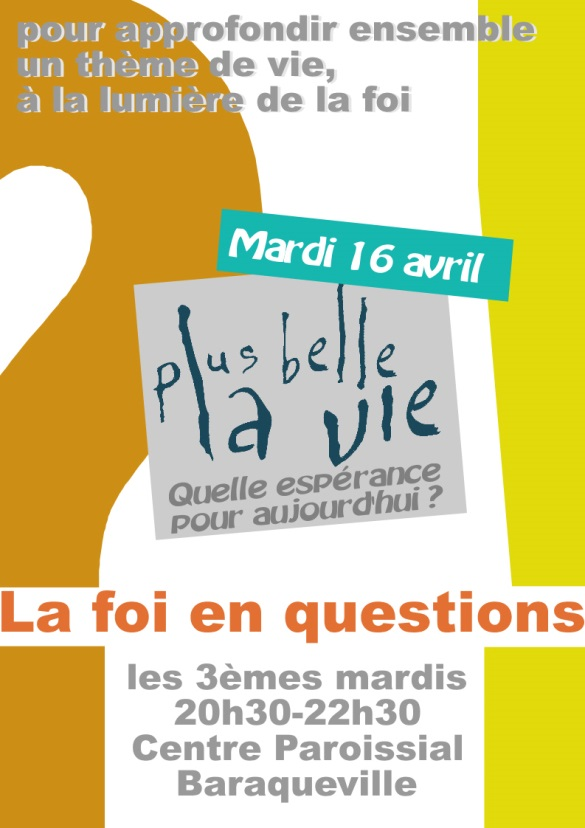 pour approfondir ensemble
un thème de vie,
à la lumière de la foi
Mardi 16 avril
plus belle
la vie
Quelle espérance
pour aujourd'hui ?
La foi en questions
les 3èmes mardis
20h30-22h30
Centre Paroissial
Baraqueville